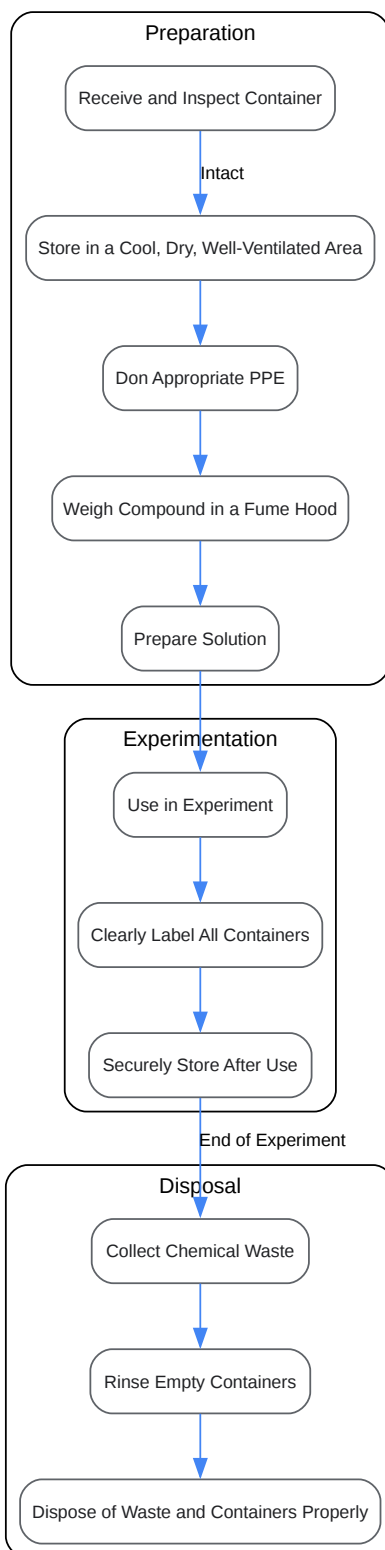 Preparation
Receive and Inspect Container
Intact
Store in a Cool, Dry, Well-Ventilated Area
Don Appropriate PPE
Weigh Compound in a Fume Hood
Prepare Solution
Experimentation
Use in Experiment
Clearly Label All Containers
Securely Store After Use
End of Experiment
Disposal
Collect Chemical Waste
Rinse Empty Containers
Dispose of Waste and Containers Properly